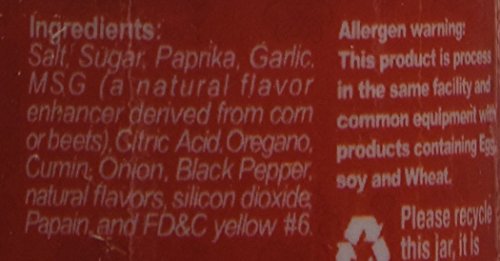 Ingredients:
Salt, Sugar, Paprika, Garlic,
MSG (a natural flavor
enhancer derived from corn
or beets), Citric Acid, Oregano,
Cumin, Onion, Black Pepper,
natural flavors, silicon dioxide,
Papain, and FD&C yellow #6.
Allergen warning:
This product is process
in the same facility and
common equipment with
products containing Egg,
soy and Wheat.
Please recycle
this jar, it is